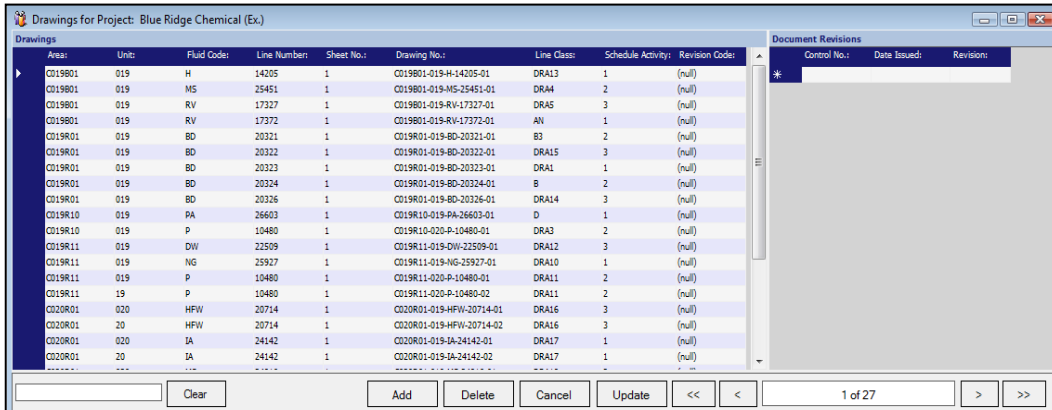 Drawings for Project: Blue Ridge Chemical (Ex.)
Drawings
Area: Unit: Fluid Code: Line Number: Sheet No.: Drawing No.: Line Class: Schedule Activity: Revision Code:
C019B01 019 H 14205 1 C019B01-019-H-14205-01 DRA13 1 (null)
C019B01 019 MS 25451 1 C019B01-019-MS-25451-01 DRA4 2 (null)
C019B01 019 RV 17327 1 C019B01-019-RV-17327-01 DRA5 3 (null)
C019B01 019 RV 17372 1 C019B01-019-RV-17372-01 AN 1 (null)
C019R01 019 BD 20321 1 C019R01-019-BD-20321-01 B3 2 (null)
C019R01 019 BD 20322 1 C019R01-019-BD-20322-01 DRA15 3 (null)
C019R01 019 BD 20323 1 C019R01-019-BD-20323-01 DRA1 1 (null)
C019R01 019 BD 20324 1 C019R01-019-BD-20324-01 B 2 (null)
C019R01 019 BD 20326 1 C019R01-019-BD-20326-01 DRA14 3 (null)
C019R10 019 PA 26603 1 C019R10-019-PA-26603-01 D 1 (null)
C019R10 019 P 10480 1 C019R10-020-P-10480-01 DRA3 2 (null)
C019R11 019 DW 22509 1 C019R11-019-DW-22509-01 DRA12 3 (null)
C019R11 019 NG 25927 1 C019R11-019-NG-25927-01 DRA10 1 (null)
C019R11 019 P 10480 1 C019R11-020-P-10480-01 DRA11 2 (null)
C019R11 19 P 10480 1 C019R11-020-P-10480-02 DRA11 2 (null)
C020R01 020 HFW 20714 1 C020R01-019-HFW-20714-01 DRA16 3 (null)
C020R01 20 HFW 20714 1 C020R01-019-HFW-20714-02 DRA16 3 (null)
C020R01 020 IA 24142 1 C020R01-019-IA-24142-01 DRA17 1 (null)
C020R01 20 IA 24142 1 C020R01-019-IA-24142-02 DRA17 1 (null)
Document Revisions
Control No.: Date Issued: Revision:
Clear Add Delete Cancel Update << < 1 of 27 > >>